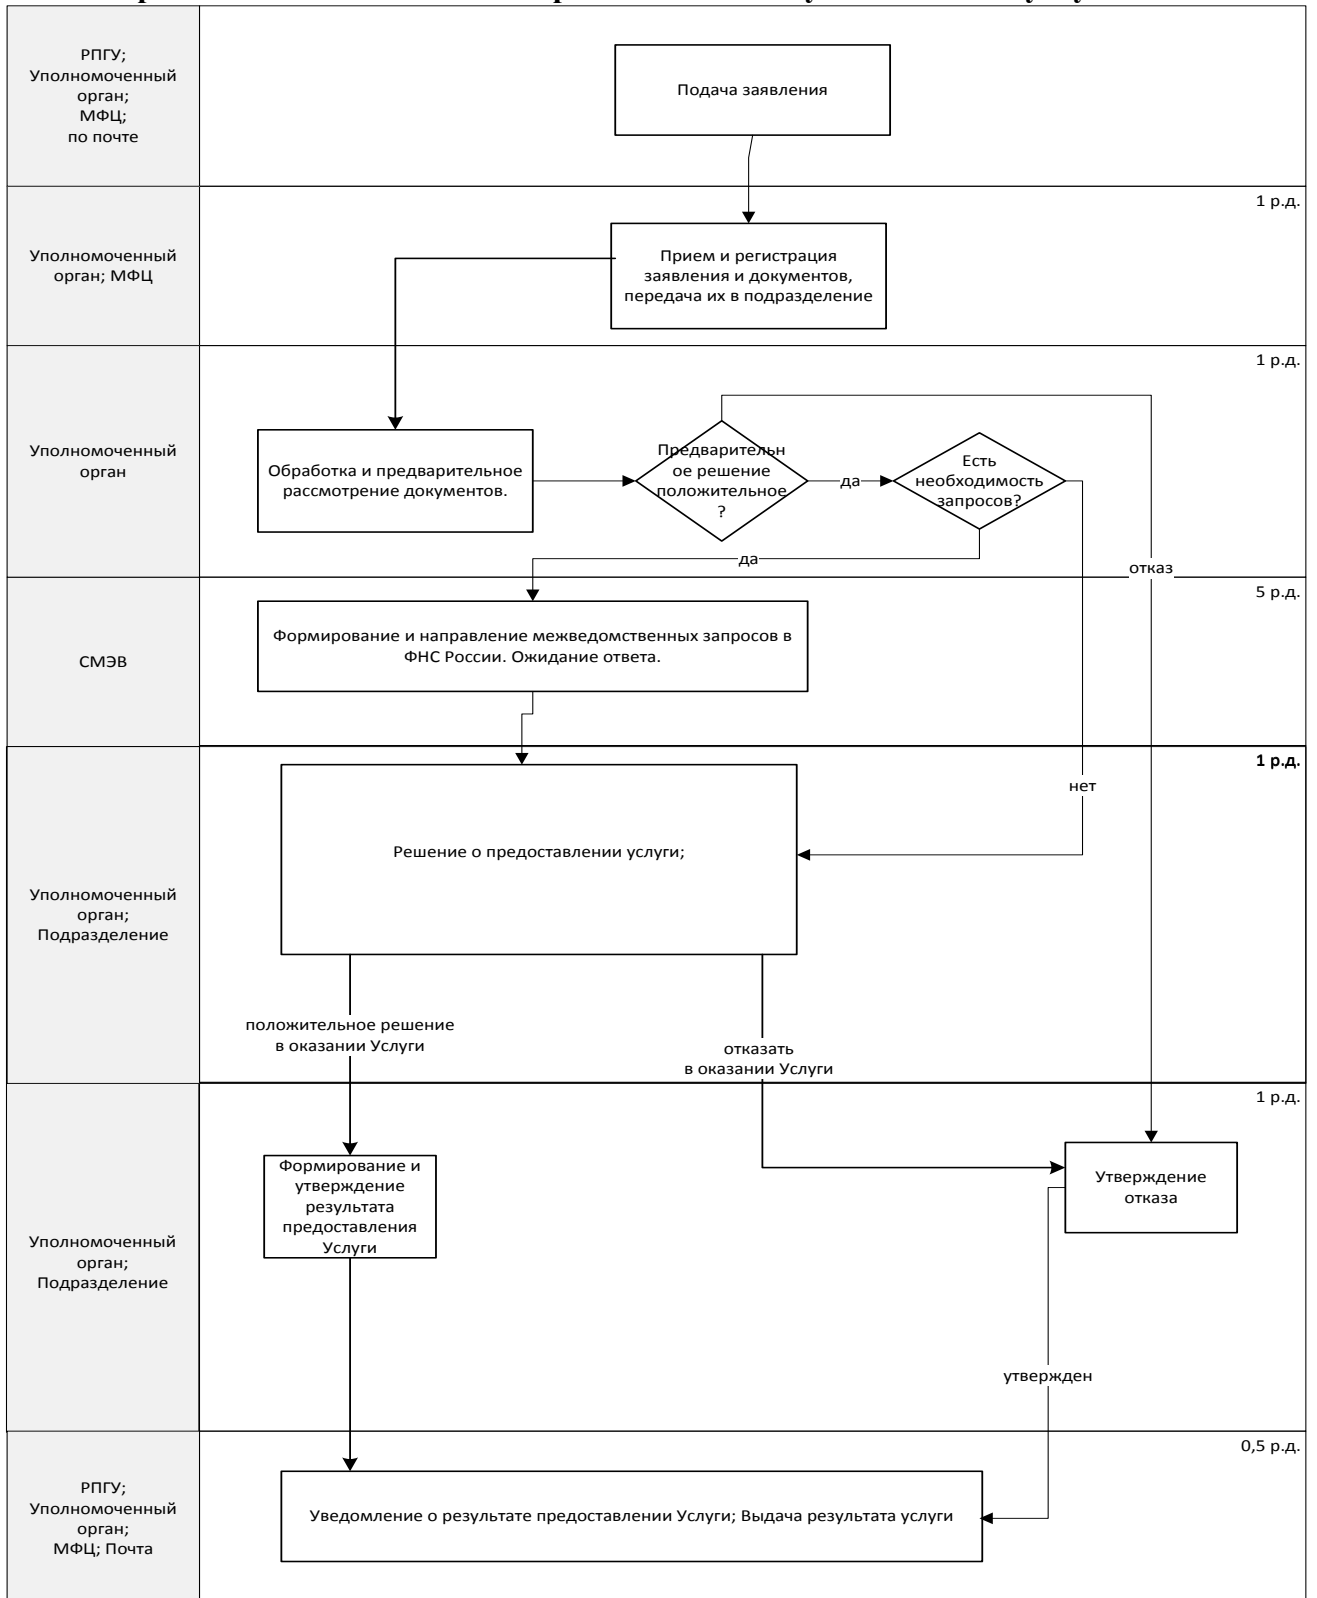 РПГУ;
Уполномоченный
орган;
МФЦ;
по почте
Подача заявления
1 р.д.
Уполномоченный
орган; МФЦ
Прием и регистрация
заявления и документов,
передача их в подразделение
1 р.д.
Уполномоченный
орган
Обработка и предварительное
рассмотрение документов.
Предварительн
ое решение
положительное
?
да
Есть
необходимость
запросов?
да
отказ
5 р.д.
СМЭВ
Формирование и направление межведомственных запросов в
ФНС России. Ожидание ответа.
1 р.д.
нет
Решение о предоставлении услуги;
Уполномоченный
орган;
Подразделение
положительное решение
в оказании Услуги
отказать
в оказании Услуги
1 р.д.
Формирование и
утверждение
результата
предоставления
Услуги
Утверждение
отказа
Уполномоченный
орган;
Подразделение
утвержден
0,5 р.д.
РПГУ;
Уполномоченный
орган;
МФЦ; Почта
Уведомление о результате предоставлении Услуги; Выдача результата услуги